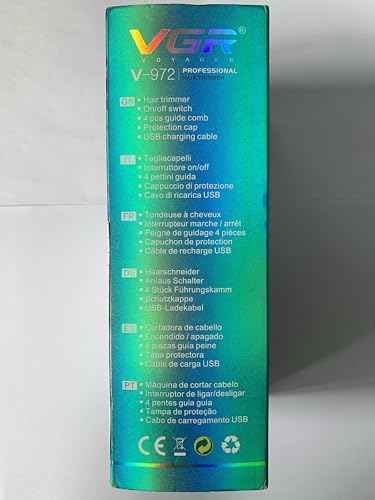 VGR®
VOYAGER
V-972 PROFESSIONAL
HAIR TRIMMER
GB • Hair trimmer
• On/off switch
• 4 pcs guide comb
• Protection cap
• USB charging cable
IT • Tagliacapelli
• Interruttore on/off
• 4 pettini guida
• Cappuccio di protezione
• Cavo di ricarica USB
FR • Tondeuse à cheveux
• Interrupteur marche / arrêt
• Peigne de guidage 4 pièces
• Capuchon de protection
• Câble de recharge USB
DE • Haarschneider
• An/aus Schalter
• 4 Stück Führungskamm
• Schutzkappe
• USB-Ladekabel
ES • Cortadora de cabello
• Encendido / apagado
• 4 piezas guía peine
• Tapa protectora
• Cable de carga USB
PT • Máquina de cortar cabelo
• Interruptor de ligar/desligar
• 4 pentes guia guia
• Tampa de proteção
• Cabo de carregamento USB
CE